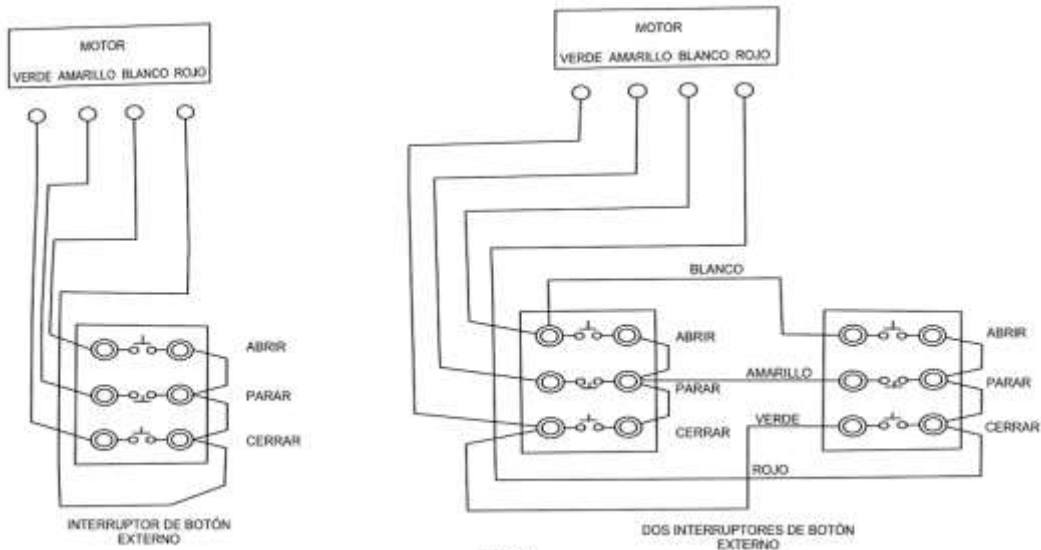 MOTOR
VERDE AMARILLO BLANCO ROJO
ABRIR
PARAR
CERRAR
INTERRUPTOR DE BOTÓN
EXTERNO
MOTOR
VERDE AMARILLO BLANCO ROJO
BLANCO
ABRIR
ABRIR
AMARILLO
PARAR
PARAR
VERDE
CERRAR
CERRAR
ROJO
DOS INTERRUPTORES DE BOTÓN
EXTERNO